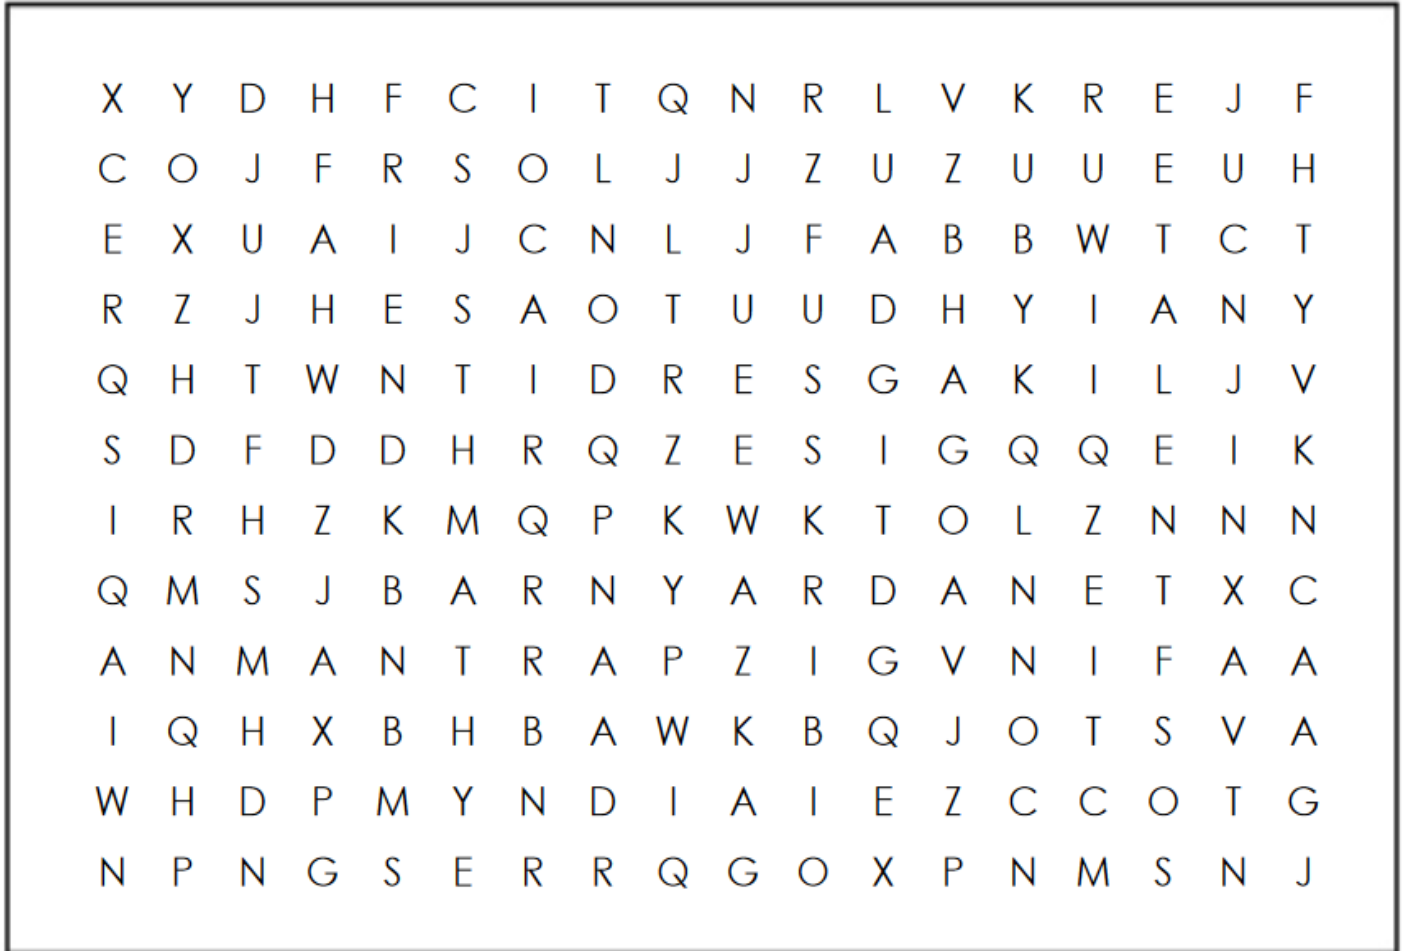 X Y D H F C I T Q N R L V K R E J F
C O J F R S O L J J Z U Z U U E U H
E X U A I J C N L J F A B B W T C T
R Z J H E S A O T U U D H Y I A N Y
Q H T W N T I D R E S G A K I L J V
S D F D D H R Q Z E S I G Q Q E I K
I R H Z K M Q P K W K T O L Z N N N
Q M S J B A R N Y A R D A N E T X C
A N M A N T R A P Z I G V N I F A A
I Q H X B H B A W K B Q J O T S V A
W H D P M Y N D I A I E Z C C O T G
N P N G S E R R Q G O X P N M S N J